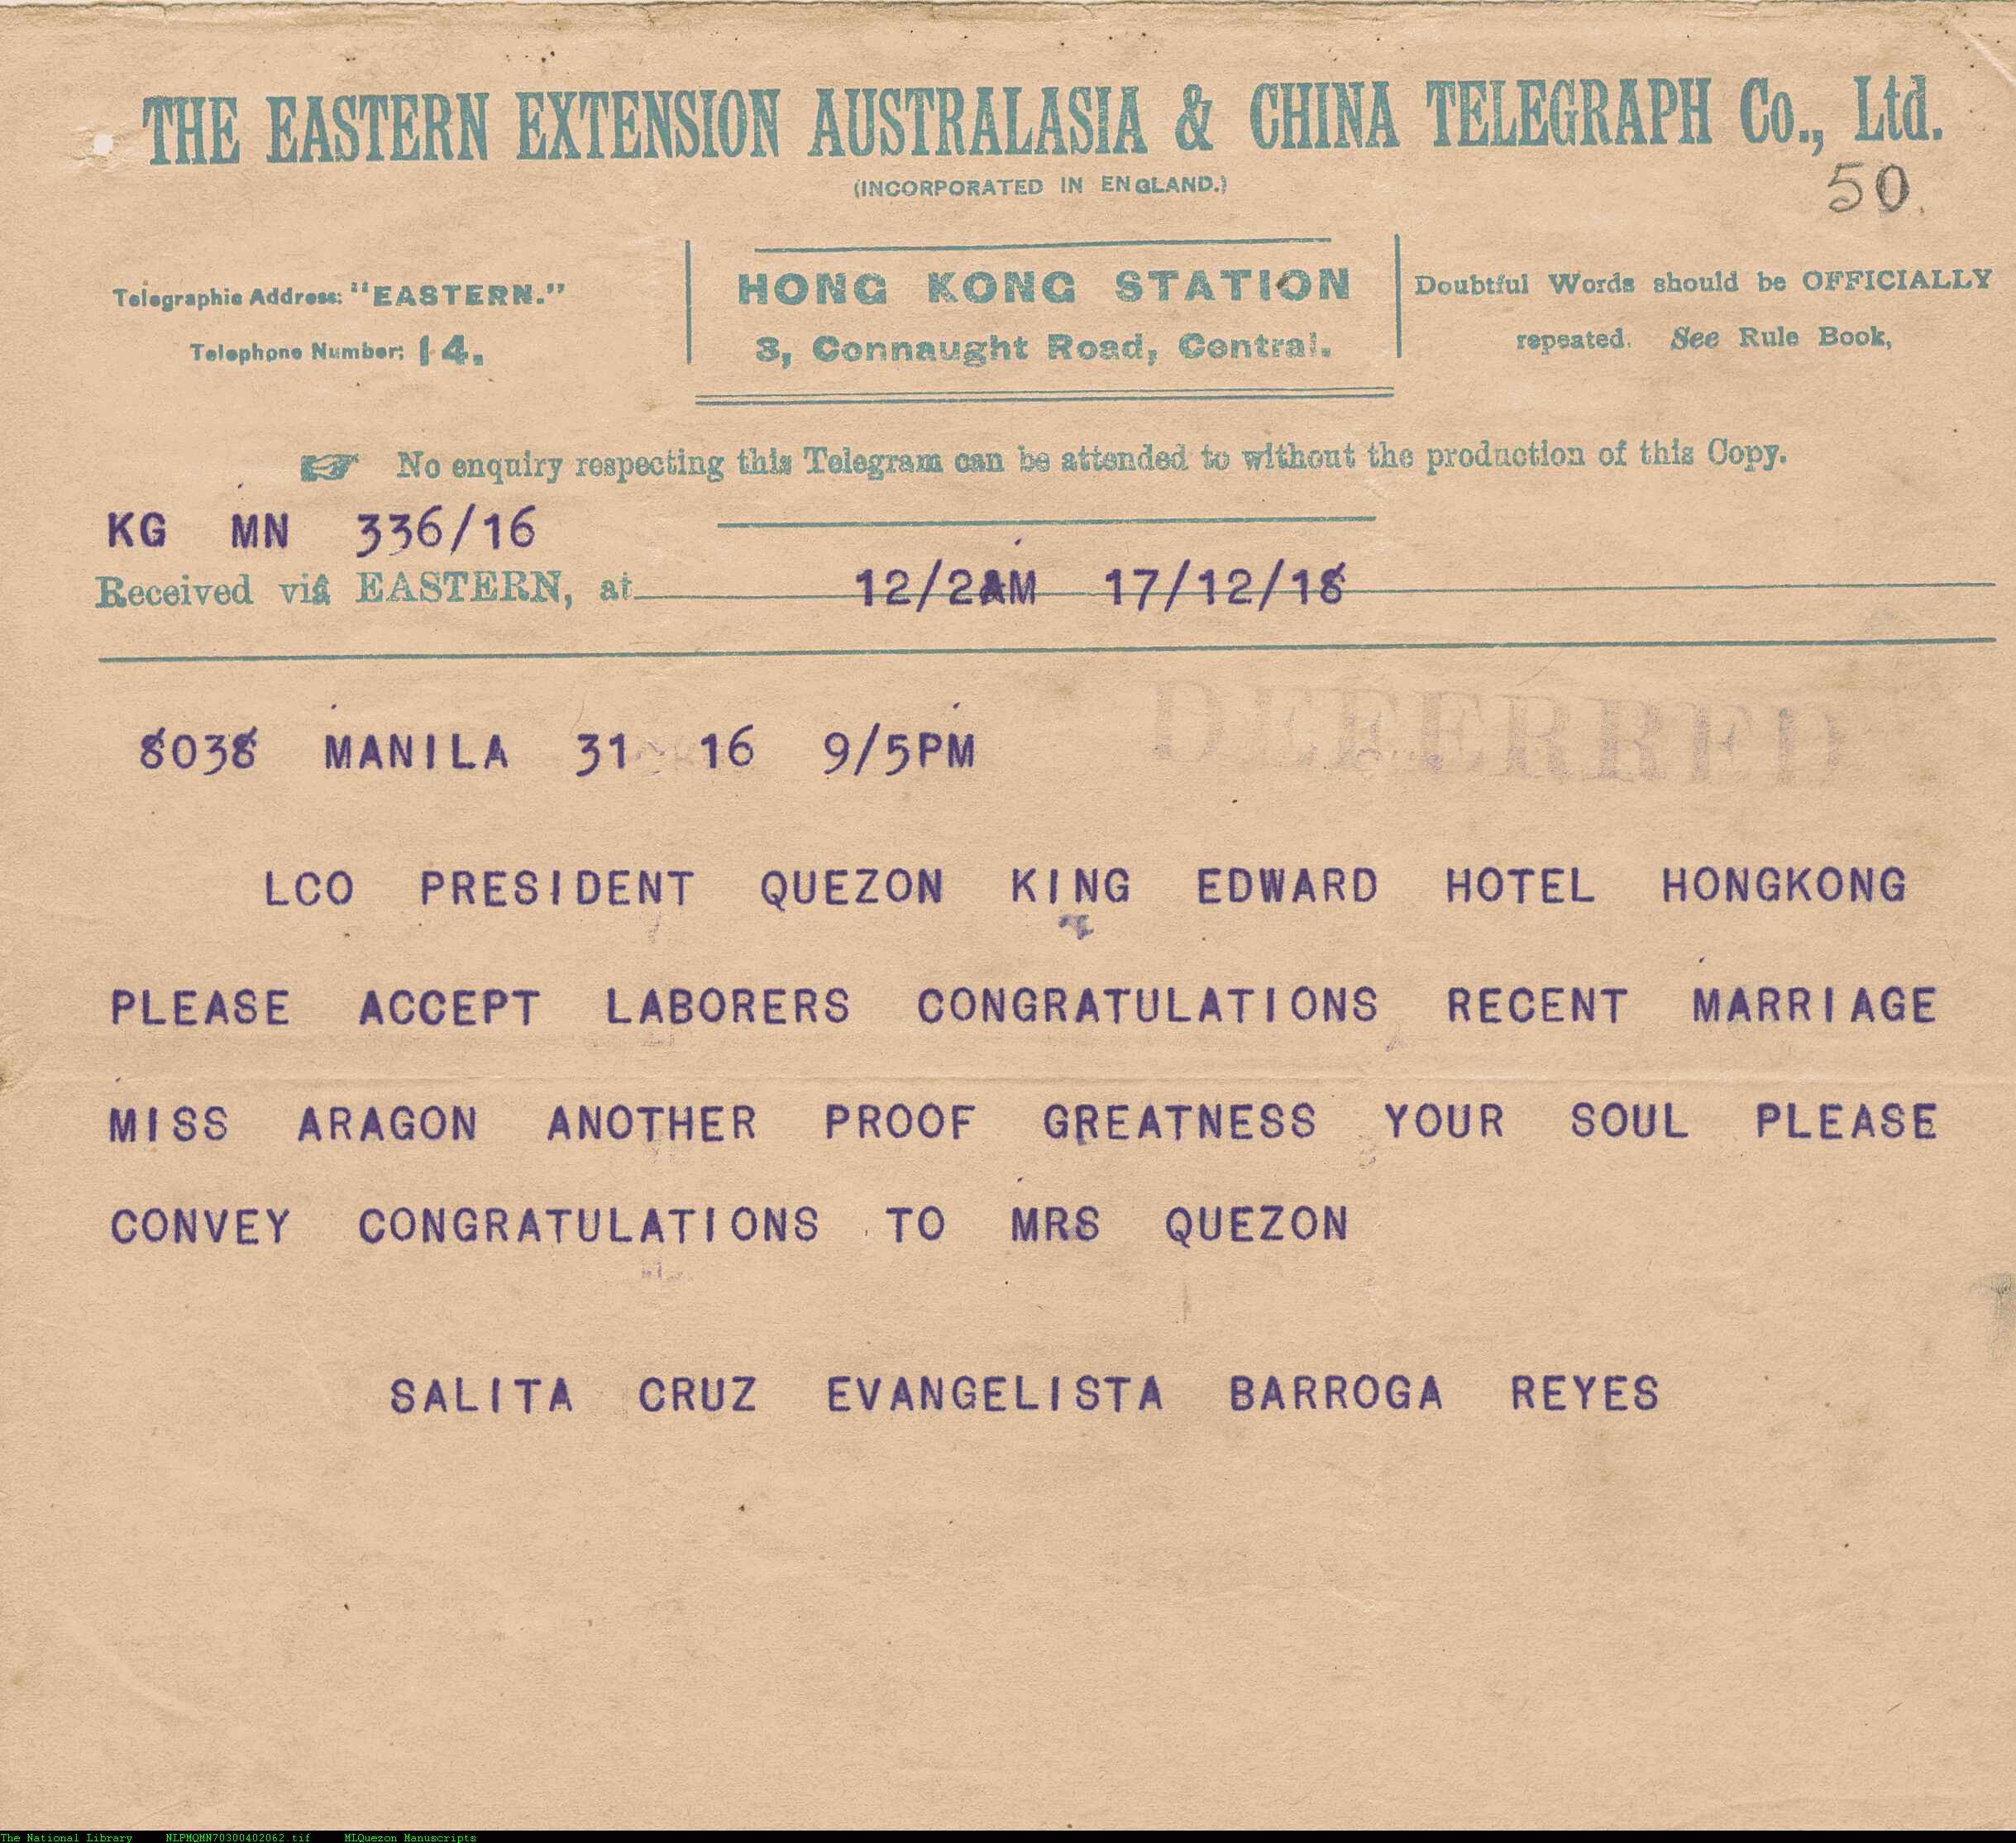 THE EASTERN EXTENSION AUSTRALASIA & CHINA TELEGRAPH Co., Ltd.
(INCORPORATED IN ENGLAND.)
50
Telegraphic Address: "EASTERN."
Telephone Number: 14.
HONG KONG STATION
3, Connaught Road, Central.
Doubtful Words should be OFFICIALLY
repeated. See Rule Book,
No enquiry respecting this Telegram can be attended to without the production of this Copy.
KG MN 336/16
Received viâ EASTERN, at 12/2AM 17/12/18
DEFERRED
8038 MANILA 31 16 9/5PM
LCO PRESIDENT QUEZON KING EDWARD HOTEL HONGKONG
PLEASE ACCEPT LABORERS CONGRATULATIONS RECENT MARRIAGE
MISS ARAGON ANOTHER PROOF GREATNESS YOUR SOUL PLEASE
CONVEY CONGRATULATIONS TO MRS QUEZON
SALITA CRUZ EVANGELISTA BARROGA REYES
The National Library NLPMQMN70300402062.tif MLQuezon Manuscripts